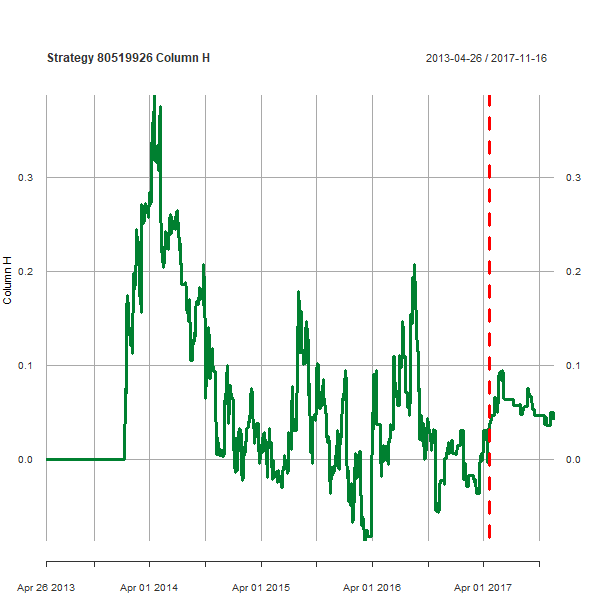 Strategy 80519926 Column H
2013-04-26 / 2017-11-16
0.3
0.3
0.2
0.2
Column H
0.1
0.1
0.0
0.0
Apr 26 2013
Apr 01 2014
Apr 01 2015
Apr 01 2016
Apr 01 2017